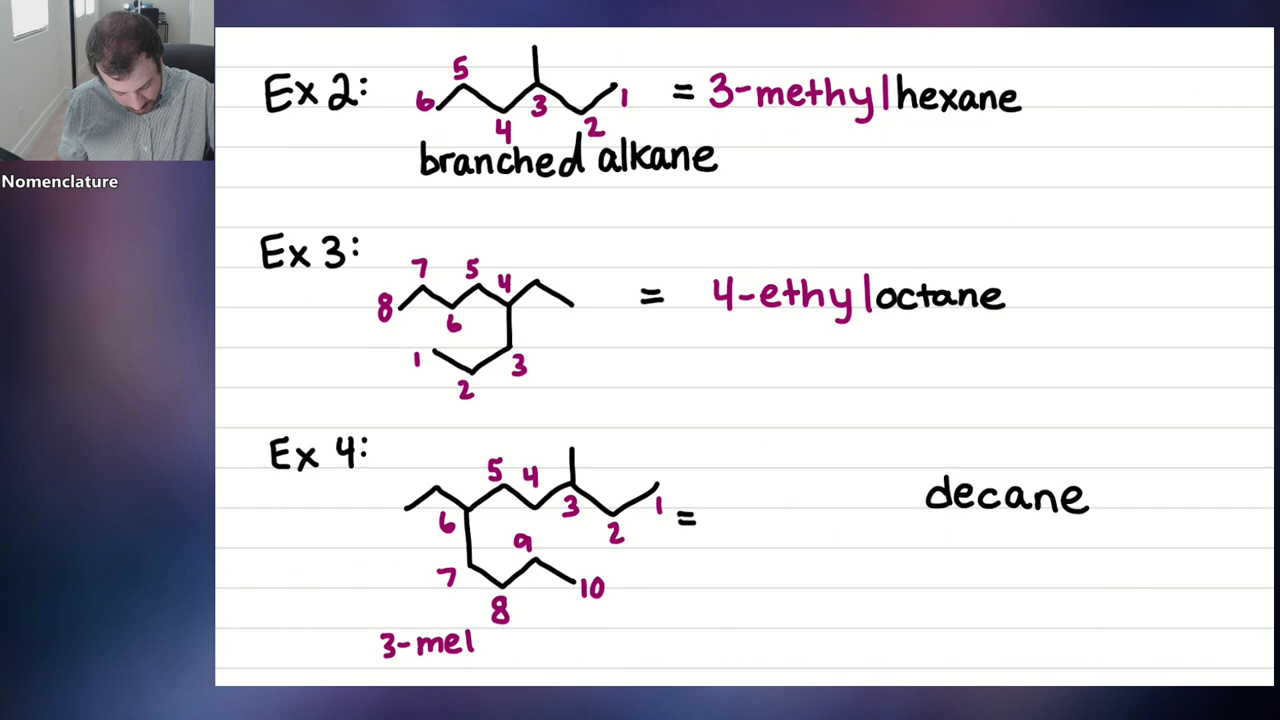 Nomenclature
Ex 2: 6 5 4 3 2 1 = 3-methylhexane
branched alkane
Ex 3: 8 7 6 5 4 3 2 1 = 4-ethyloctane
Ex 4: 6 5 4 3 2 1 7 8 9 10 = decane
3-mel